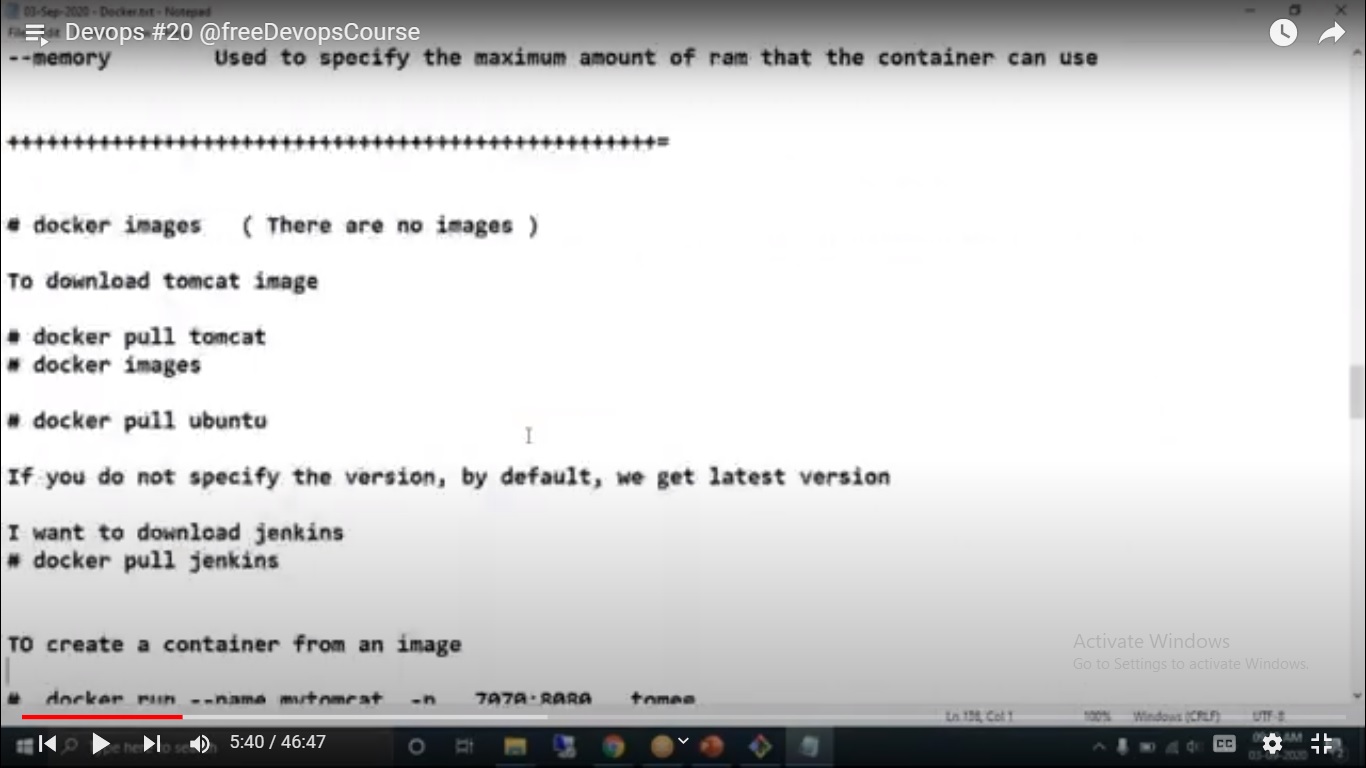 03-Sep-2020 - Docker.txt - Notepad
Devops #20 @freeDevopsCourse
--memory Used to specify the maximum amount of ram that the container can use
++++++++++++++++++++++++++++++++++++++++++++++++++=
# docker images ( There are no images )
To download tomcat image
# docker pull tomcat
# docker images
# docker pull ubuntu
If you do not specify the version, by default, we get latest version
I want to download jenkins
# docker pull jenkins
TO create a container from an image
# docker run --name mytomcat -p 7070:8080 tomee
Activate Windows
Go to Settings to activate Windows.
Ln 138, Col 1 100% Windows (CRLF) UTF-8
5:40 / 46:47
CC
03-09-2020